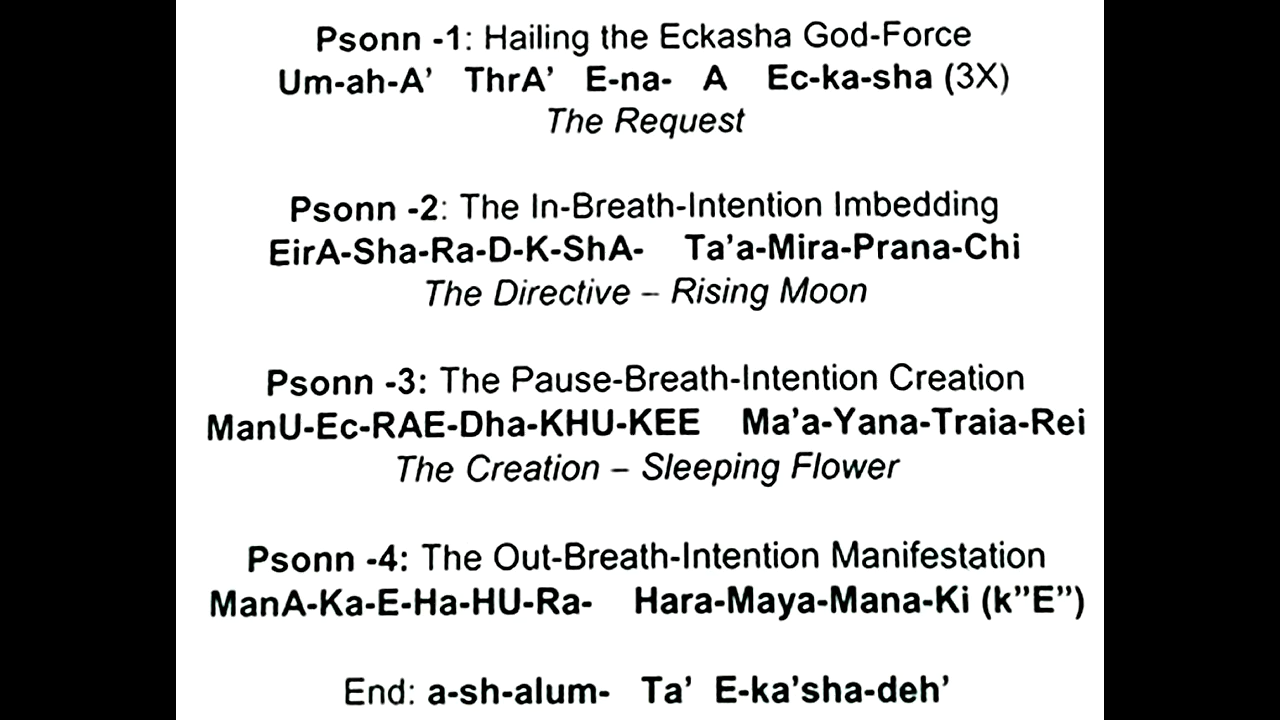 Psonn -1: Hailing the Eckasha God-Force
Um-ah-A' ThrA' E-na- A Ec-ka-sha (3X)
The Request
Psonn -2: The In-Breath-Intention Imbedding
EirA-Sha-Ra-D-K-ShA- Ta'a-Mira-Prana-Chi
The Directive – Rising Moon
Psonn -3: The Pause-Breath-Intention Creation
ManU-Ec-RAE-Dha-KHU-KEE Ma'a-Yana-Traia-Rei
The Creation – Sleeping Flower
Psonn -4: The Out-Breath-Intention Manifestation
ManA-Ka-E-Ha-HU-Ra- Hara-Maya-Mana-Ki (k”E”)
End: a-sh-alum- Ta' E-ka'sha-deh'